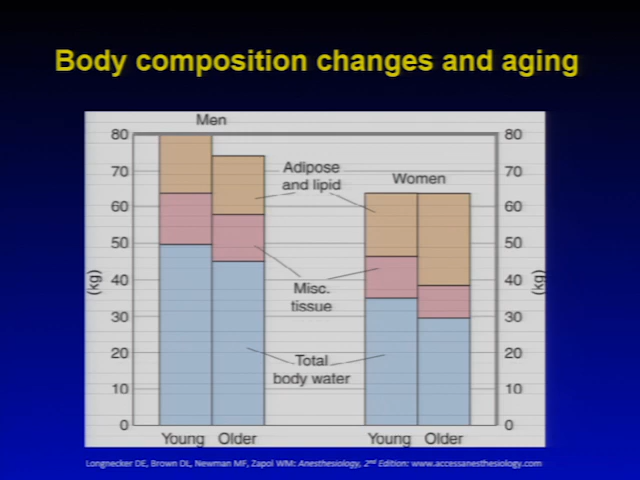 Body composition changes and aging
Men
Women
Adipose
and lipid
Misc.
tissue
Total
body water
80
70
60
50
40
30
20
10
0
(kg)
80
70
60
50
40
30
20
10
0
(kg)
Young Older
Young Older
Longnecker DE, Brown DL, Newman MF, Zapol WM: Anesthesiology, 2nd Edition: www.accessanesthesiology.com